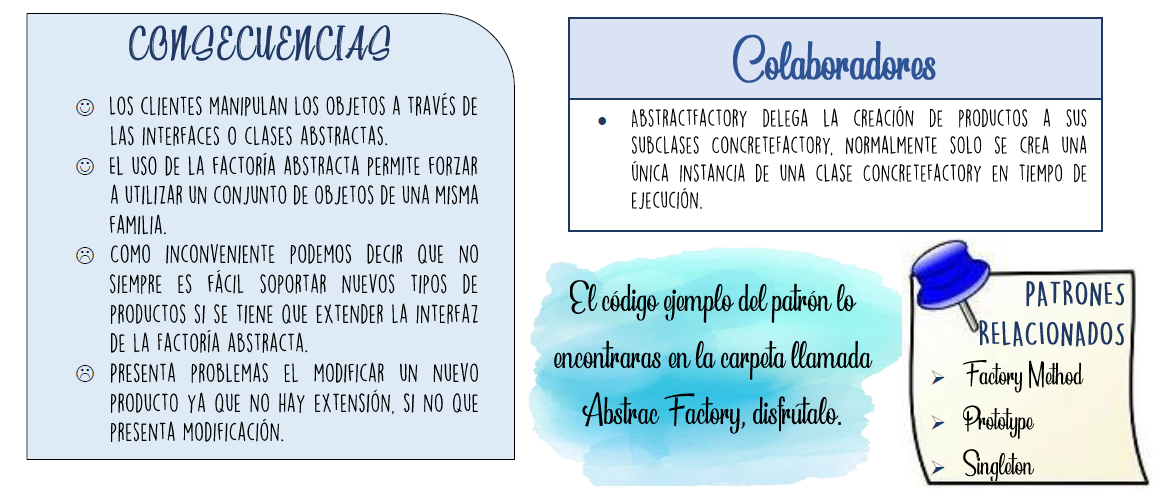 CONSECUENCIAS
LOS CLIENTES MANIPULAN LOS OBJETOS A TRAVÉS DE
LAS INTERFACES O CLASES ABSTRACTAS.
EL USO DE LA FACTORÍA ABSTRACTA PERMITE FORZAR
A UTILIZAR UN CONJUNTO DE OBJETOS DE UNA MISMA
FAMILIA.
COMO INCONVENIENTE PODEMOS DECIR QUE NO
SIEMPRE ES FÁCIL SOPORTAR NUEVOS TIPOS DE
PRODUCTOS SI SE TIENE QUE EXTENDER LA INTERFAZ
DE LA FACTORÍA ABSTRACTA.
PRESENTA PROBLEMAS EL MODIFICAR UN NUEVO
PRODUCTO YA QUE NO HAY EXTENSIÓN, SI NO QUE
PRESENTA MODIFICACIÓN.
Colaboradores
ABSTRACTFACTORY DELEGA LA CREACIÓN DE PRODUCTOS A SUS
SUBCLASES CONCRETEFACTORY, NORMALMENTE SOLO SE CREA UNA
ÚNICA INSTANCIA DE UNA CLASE CONCRETEFACTORY EN TIEMPO DE
EJECUCIÓN.
El código ejemplo del patrón lo
encontraras en la carpeta llamada
Abstrac Factory, disfrútalo.
PATRONES
RELACIONADOS
Factory Method
Prototype
Singleton